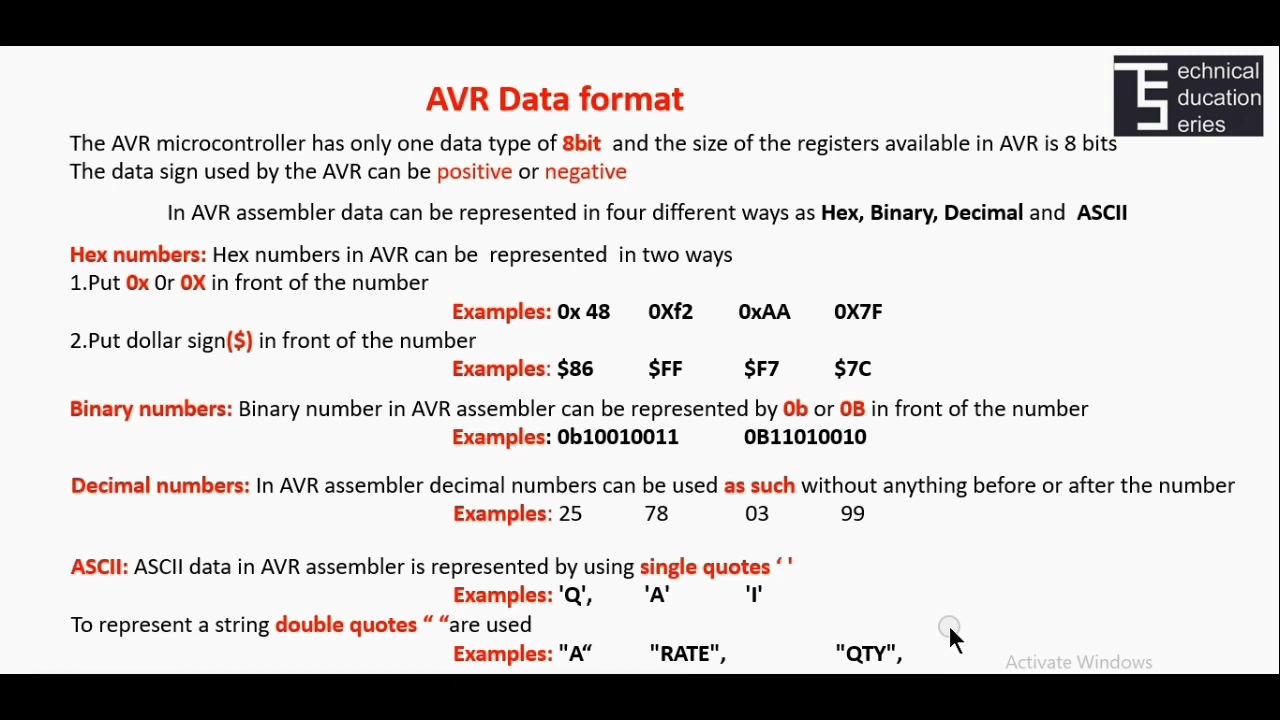 AVR Data format
TES
echnical
ducation
eries
The AVR microcontroller has only one data type of 8bit and the size of the registers available in AVR is 8 bits
The data sign used by the AVR can be positive or negative
In AVR assembler data can be represented in four different ways as Hex, Binary, Decimal and ASCII
Hex numbers: Hex numbers in AVR can be represented in two ways
1.Put 0x 0r 0X in front of the number
Examples: 0x 48 0Xf2 0xAA 0X7F
2.Put dollar sign($) in front of the number
Examples: $86 $FF $F7 $7C
Binary numbers: Binary number in AVR assembler can be represented by 0b or 0B in front of the number
Examples: 0b10010011 0B11010010
Decimal numbers: In AVR assembler decimal numbers can be used as such without anything before or after the number
Examples: 25 78 03 99
ASCII: ASCII data in AVR assembler is represented by using single quotes ‘ '
Examples: 'Q', 'A' 'I'
To represent a string double quotes “ “are used
Examples: "A“ "RATE", "QTY",
Activate Windows